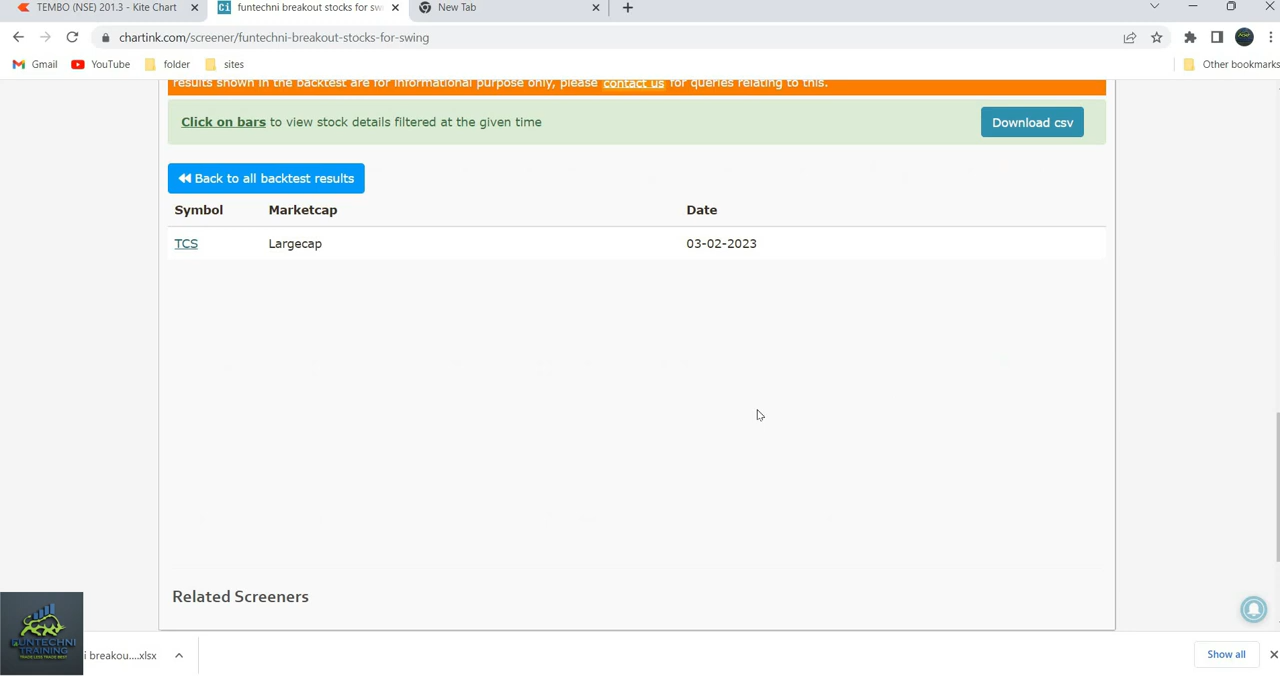 TEMBO (NSE) 201.3 - Kite Chart
funtechni breakout stocks for sw
New Tab
chartink.com/screener/funtechni-breakout-stocks-for-swing
Gmail YouTube folder sites Other bookmarks
results shown in the backtest are for informational purpose only, please contact us for queries relating to this.
Click on bars to view stock details filtered at the given time
Download csv
Back to all backtest results
Symbol Marketcap Date
TCS Largecap 03-02-2023
Related Screeners
FUNTECHNI
TRAINING
TRADE LESS TRADE BEST
i breakou....xlsx
Show all